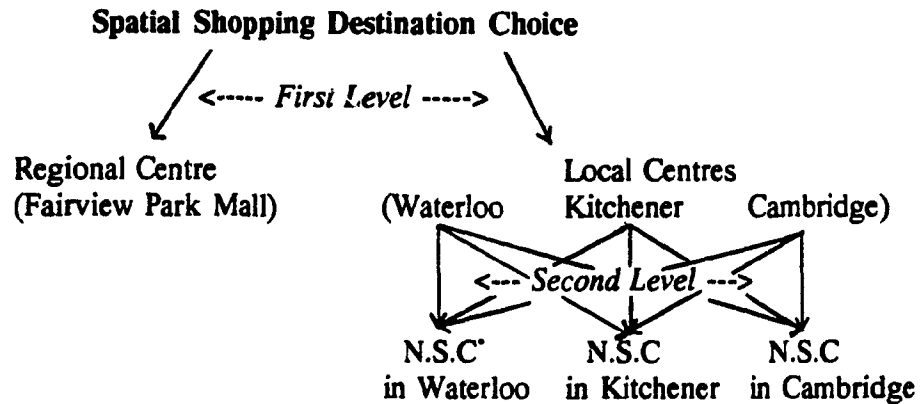 Spatial Shopping Destination Choice
<----- First Level ----->
Regional Centre
(Fairview Park Mall)
Local Centres
(Waterloo Kitchener Cambridge)
<--- Second Level --->
N.S.C* N.S.C N.S.C
in Waterloo in Kitchener in Cambridge